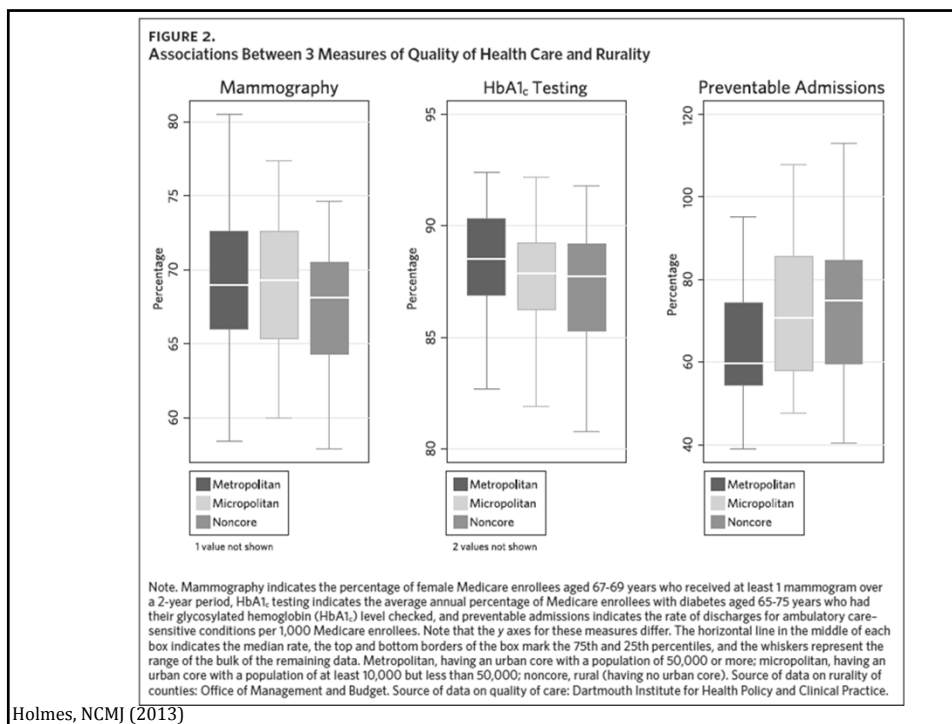 FIGURE 2.
Associations Between 3 Measures of Quality of Health Care and Rurality
Mammography
Percentage
80
75
70
65
60
Metropolitan
Micropolitan
Noncore
1 value not shown
HbA1c Testing
Percentage
95
90
85
80
Metropolitan
Micropolitan
Noncore
2 values not shown
Preventable Admissions
Percentage
120
100
80
60
40
Metropolitan
Micropolitan
Noncore
Note. Mammography indicates the percentage of female Medicare enrollees aged 67-69 years who received at least 1 mammogram over
a 2-year period, HbA1c testing indicates the average annual percentage of Medicare enrollees with diabetes aged 65-75 years who had
their glycosylated hemoglobin (HbA1c) level checked, and preventable admissions indicates the rate of discharges for ambulatory care–
sensitive conditions per 1,000 Medicare enrollees. Note that the y axes for these measures differ. The horizontal line in the middle of each
box indicates the median rate, the top and bottom borders of the box mark the 75th and 25th percentiles, and the whiskers represent
the range of the bulk of the remaining data. Metropolitan, having an urban core with a population of 50,000 or more; micropolitan, having an
urban core with a population of at least 10,000 but less than 50,000; noncore, rural (having no urban core). Source of data on rurality of
counties: Office of Management and Budget. Source of data on quality of care: Dartmouth Institute for Health Policy and Clinical Practice.
Holmes, NCMJ (2013)